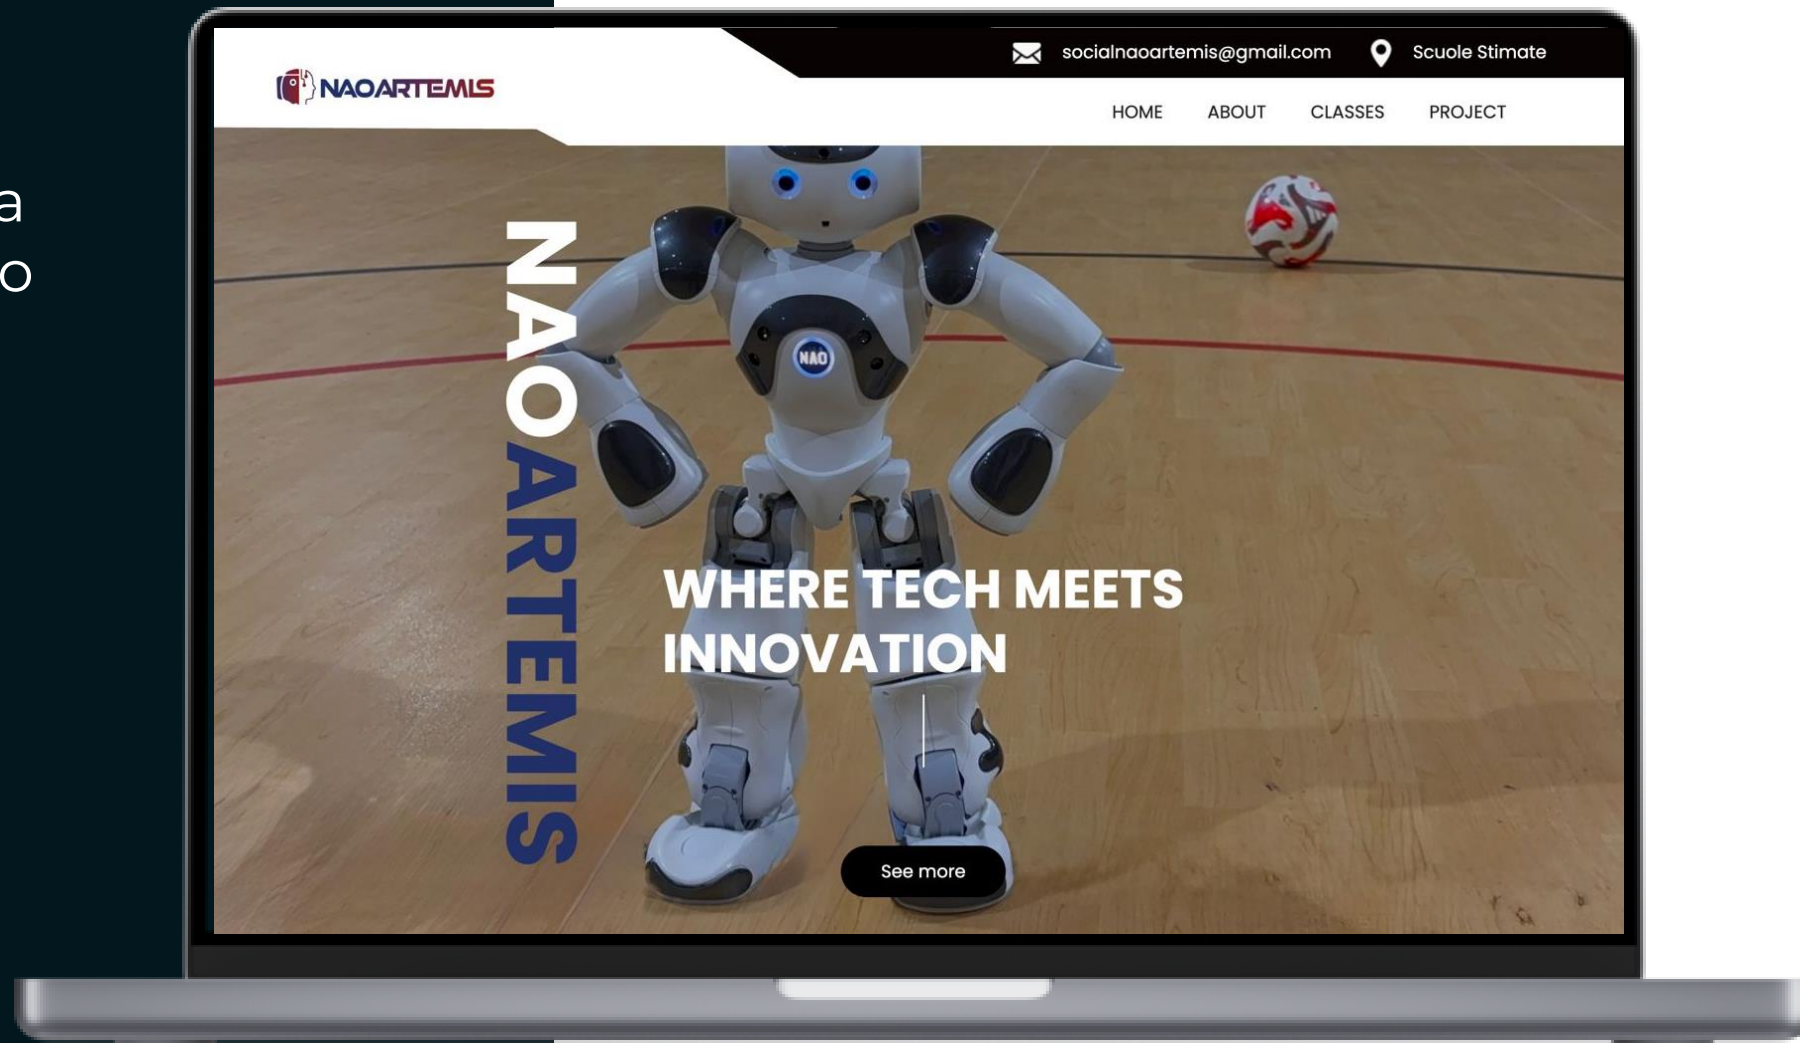 a
o
socialnaoartemis@gmail.com
Scuole Stimate
NAOARTEMIS
HOME ABOUT CLASSES PROJECT
NAO
NAOARTEMIS
WHERE TECH MEETS
INNOVATION
See more